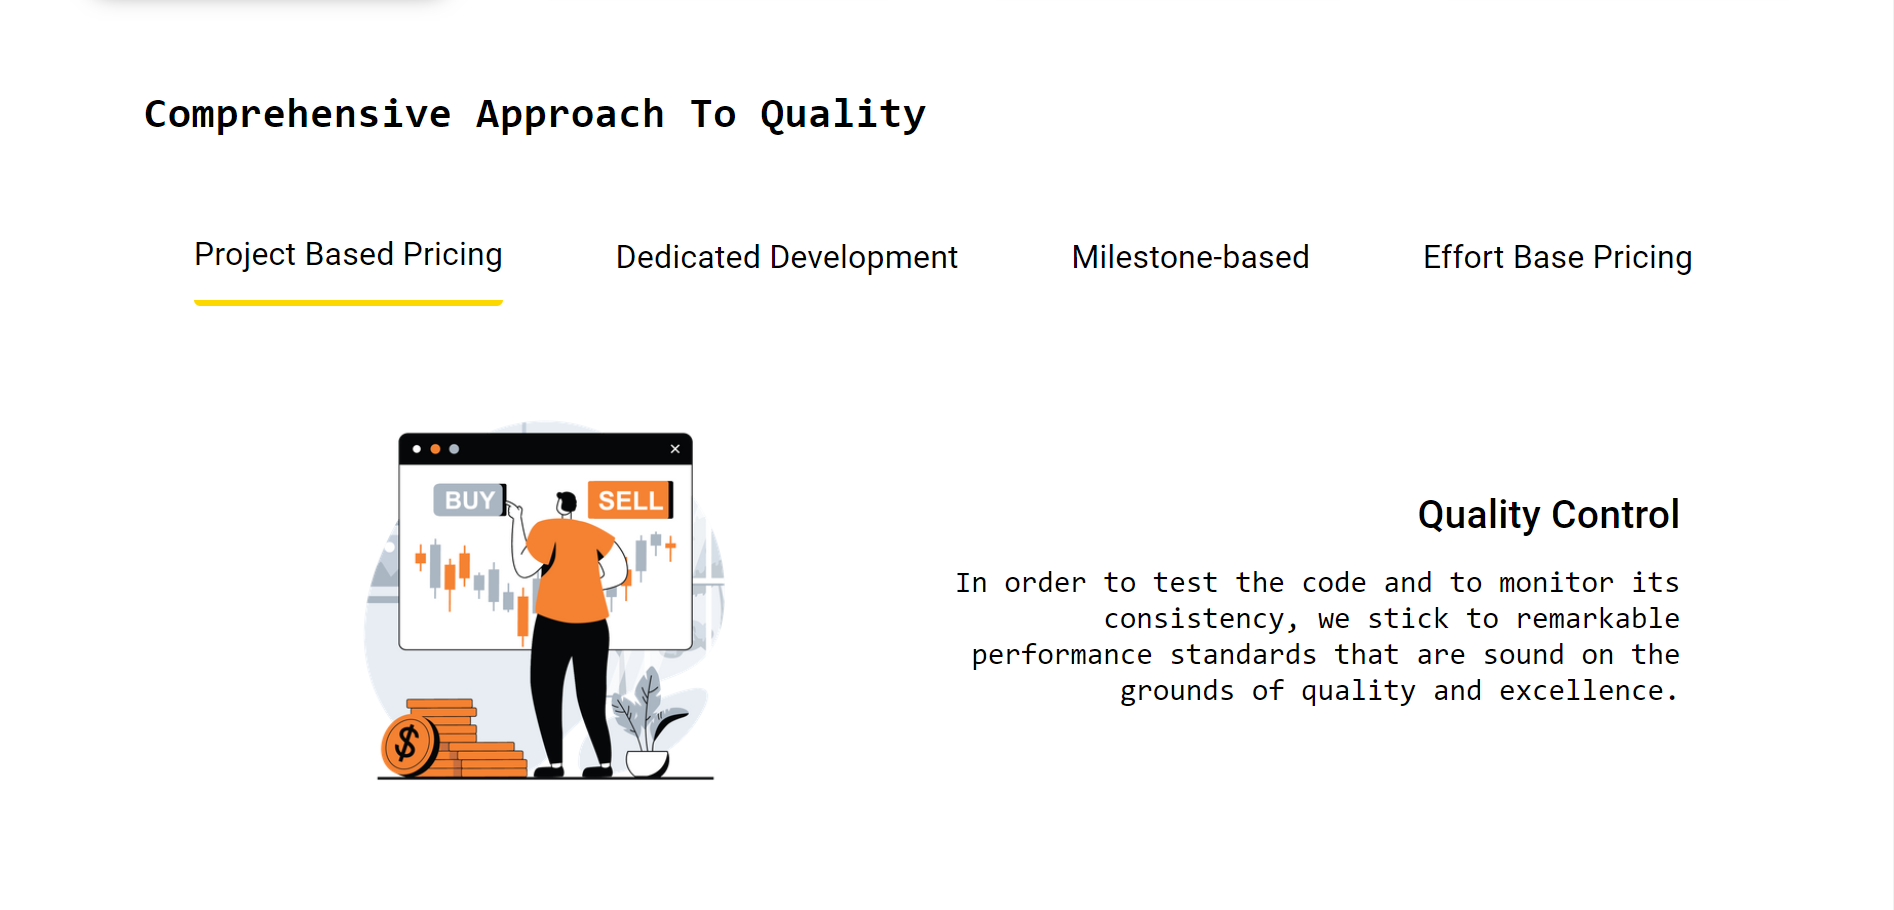 Comprehensive Approach To Quality
Project Based Pricing
Dedicated Development
Milestone-based
Effort Base Pricing
BUY
SELL
$
Quality Control
In order to test the code and to monitor its
consistency, we stick to remarkable
performance standards that are sound on the
grounds of quality and excellence.